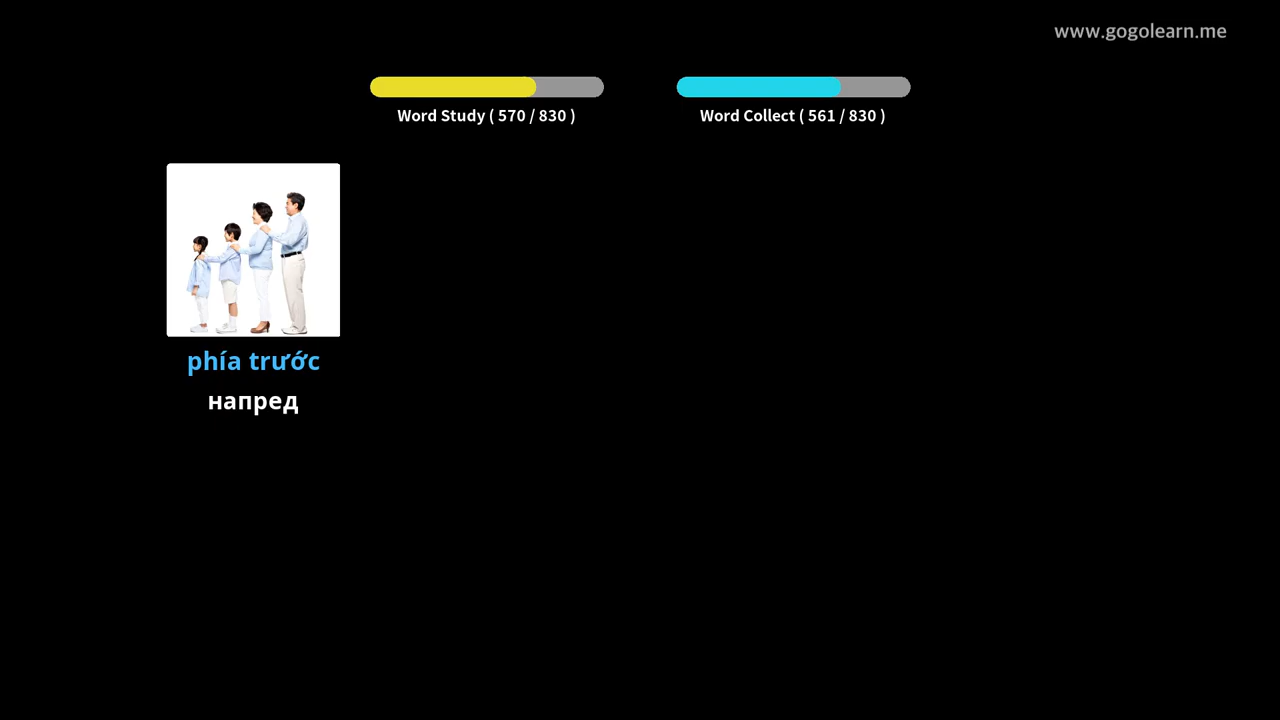 www.gogolearn.me
Word Study ( 570 / 830 )
Word Collect ( 561 / 830 )
phía trước
напред